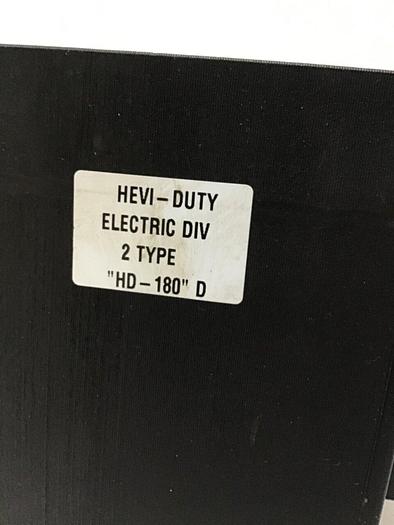 HEVI-DUTY
ELECTRIC DIV
2 TYPE
"HD-180" D